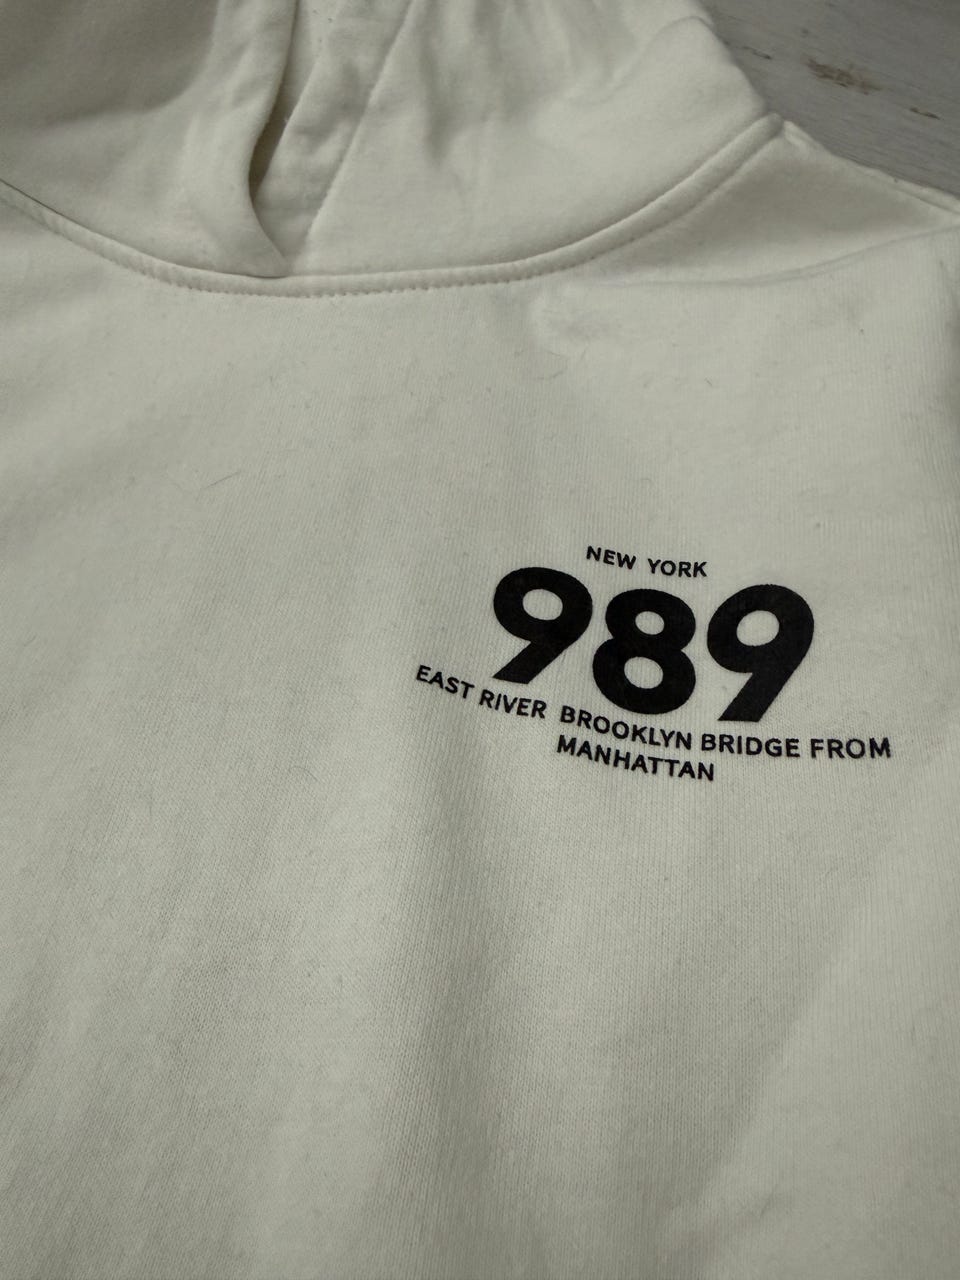 NEW YORK
989
EAST RIVER BROOKLYN BRIDGE FROM
MANHATTAN